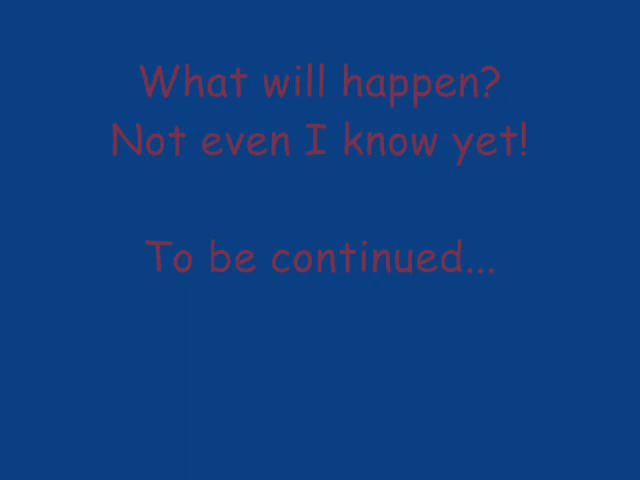 What will happen?
Not even I know yet!
To be continued...